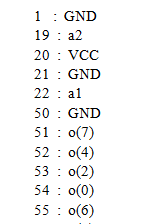 1 : GND
19 : a2
20 : VCC
21 : GND
22 : a1
50 : GND
51 : o(7)
52 : o(4)
53 : o(2)
54 : o(0)
55 : o(6)